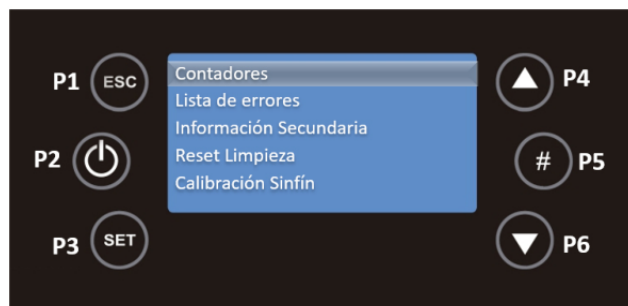 P1
ESC
Contadores
P4
Lista de errores
Información Secundaria
P2
Reset Limpieza
#
P5
Calibración Sinfín
P3
SET
P6